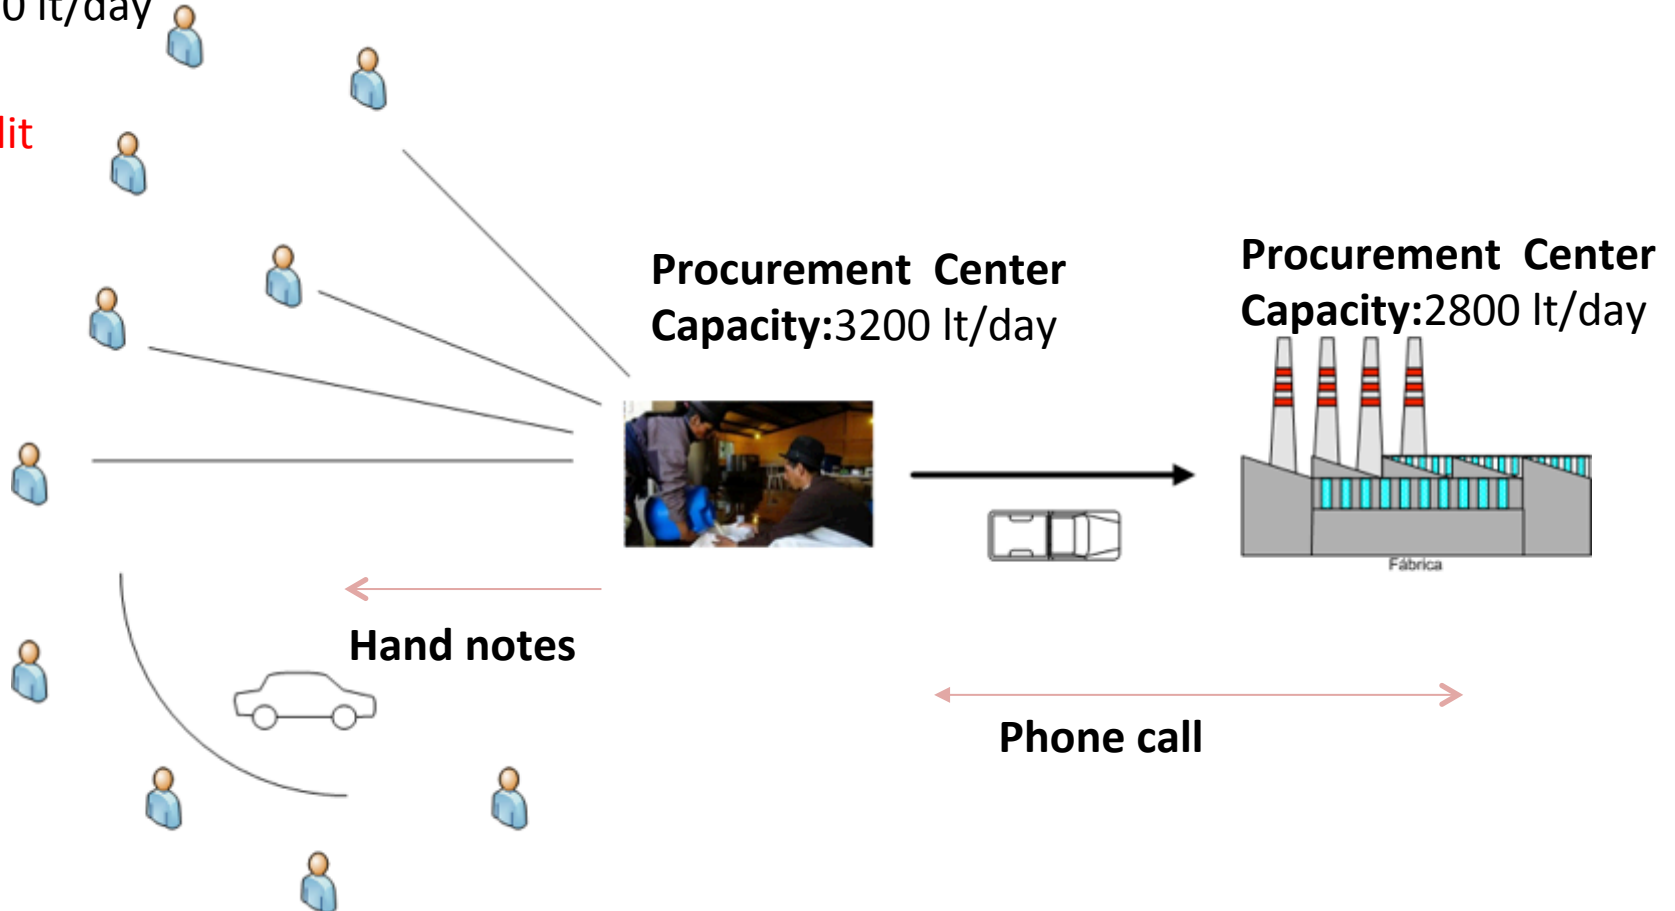 0 lt/day
lit
Procurement Center
Capacity:3200 lt/day
Procurement Center
Capacity:2800 lt/day
Fábrica
Hand notes
Phone call